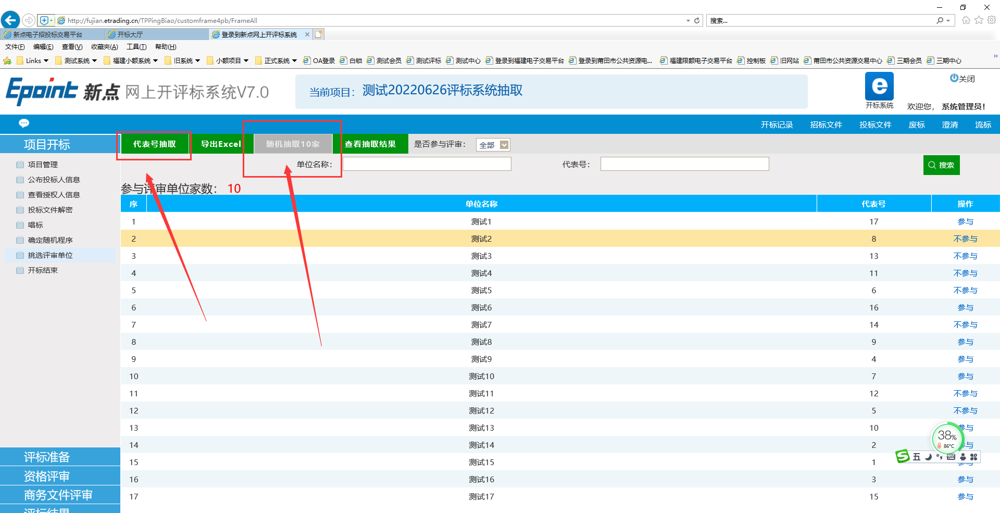 http://fujian.etrading.cn/TPPingBiao/customframe4pb/FrameAll
搜索...
新点电子招投标交易平台
开标大厅
登录到新点网上开评标系统
文件(F) 编辑(E) 查看(V) 收藏夹(A) 工具(T) 帮助(H)
Links 测试系统 福建小额系统 旧系统 小额项目 正式系统 OA登录 白锁 测试会员 测试评标 测试中心 登录到福建电子交易平台 登录到莆田市公共资源电... 福建限额电子交易平台 控制板 旧网站 莆田市公共资源交易中心 三期会员 三期中心
Epoint 新点 网上开评标系统V7.0
当前项目： 测试20220626评标系统抽取
开标系统
关闭
欢迎您， 系统管理员！
开标记录 招标文件 投标文件 废标 澄清 流标
项目开标
项目管理
公布投标人信息
查看授权人信息
投标文件解密
唱标
确定随机程序
挑选评审单位
开标结束
评标准备
资格评审
商务文件评审
评标结果
代表号抽取 导出Excel 随机抽取10家 查看抽取结果 是否参与评审： 全部
单位名称： 代表号： 搜索
参与评审单位家数： 10
序 单位名称 代表号 操作
1 测试1 17 参与
2 测试2 8 不参与
3 测试3 13 不参与
4 测试4 11 不参与
5 测试5 6 不参与
6 测试6 16 参与
7 测试7 14 不参与
8 测试8 9 参与
9 测试9 4 参与
10 测试10 7 参与
11 测试11 12 不参与
12 测试12 5 不参与
13 测试13 10 参与
14 测试14 2 参与
15 测试15 1 参与
16 测试16 3 参与
17 测试17 15 参与
38%
86°C
五